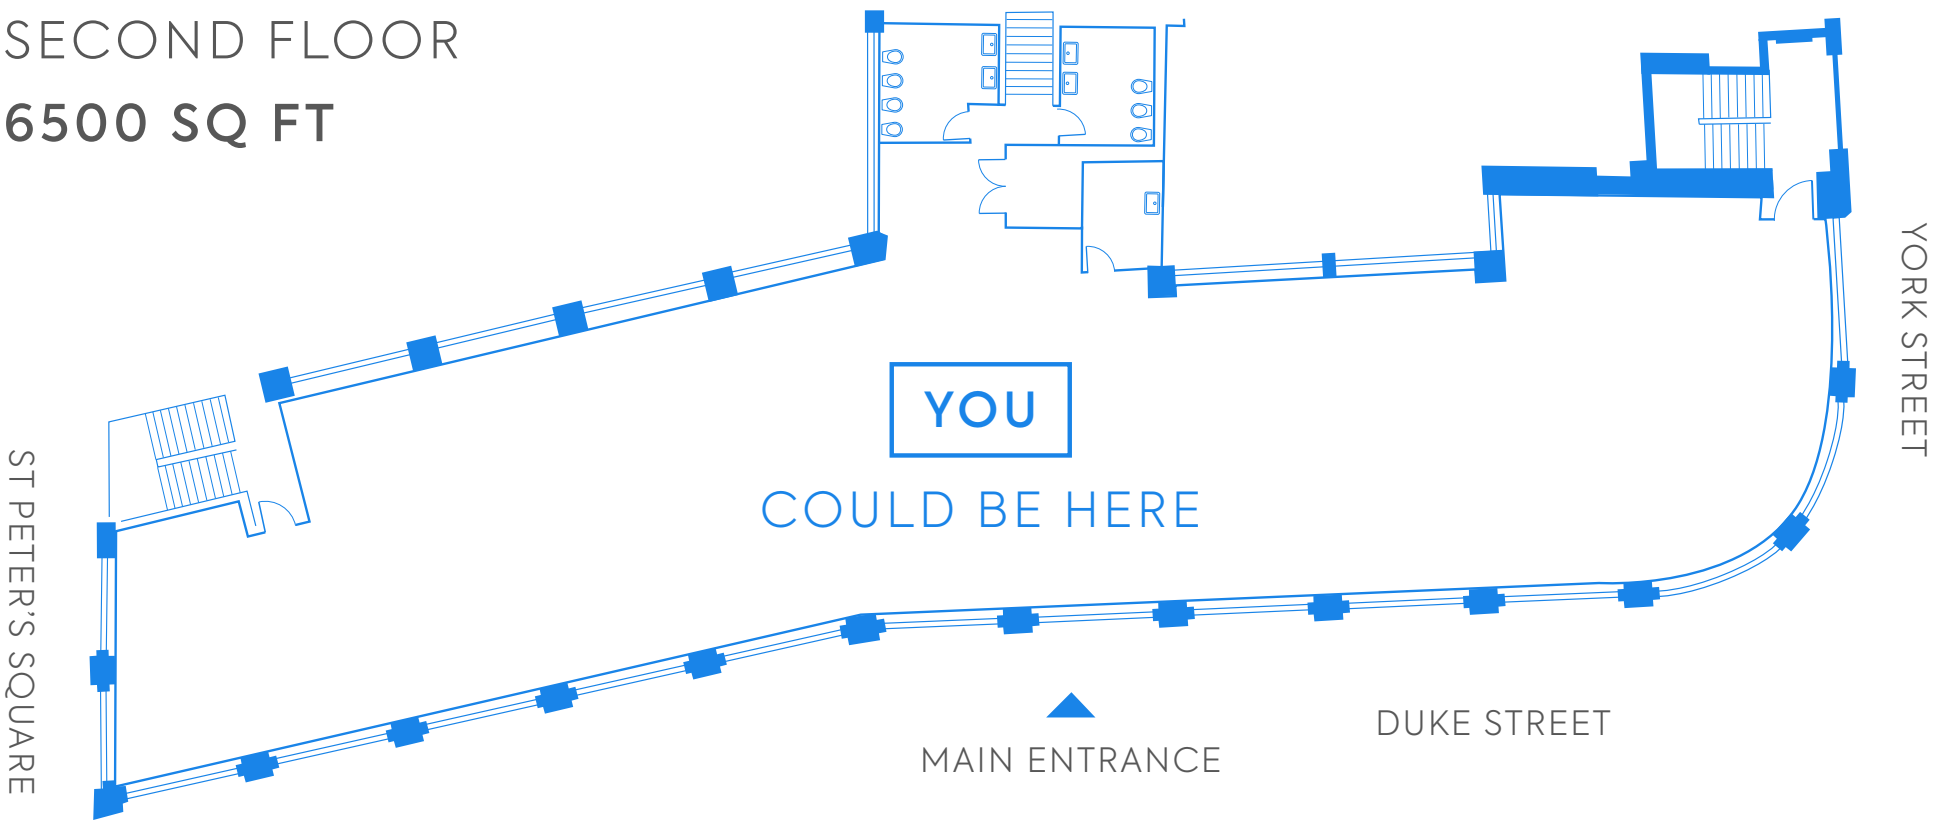 SECOND FLOOR
6500 SQ FT
YORK STREET
YOU
COULD BE HERE
ST PETER'S SQUARE
DUKE STREET
MAIN ENTRANCE